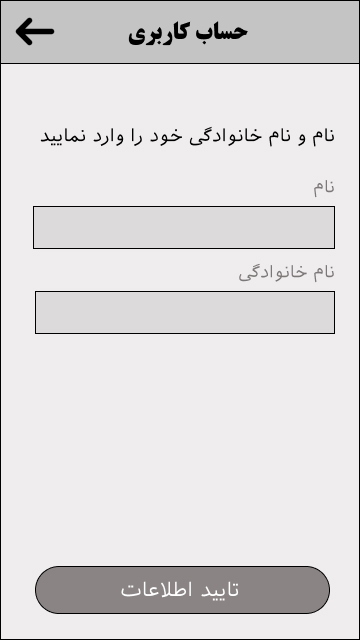 حساب کاربری
نام و نام خانوادگی خود را وارد نمایید
نام
نام خانوادگی
تایید اطلاعات